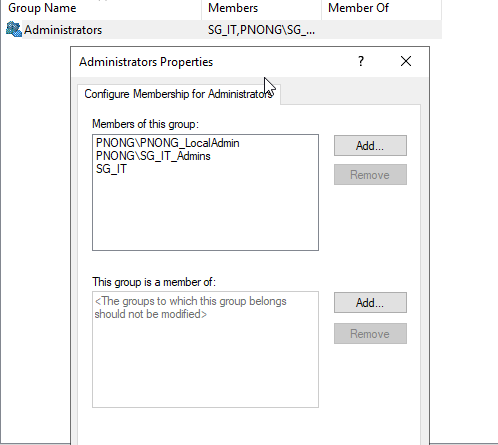 Group Name Members Member Of
Administrators SG_IT,PNONG\SG_...
Administrators Properties ?
Configure Membership for Administrators
Members of this group:
PNONG\PNONG_LocalAdmin
PNONG\SG_IT_Admins
SG_IT
Add...
Remove
This group is a member of:
<The groups to which this group belongs
should not be modified>
Add...
Remove